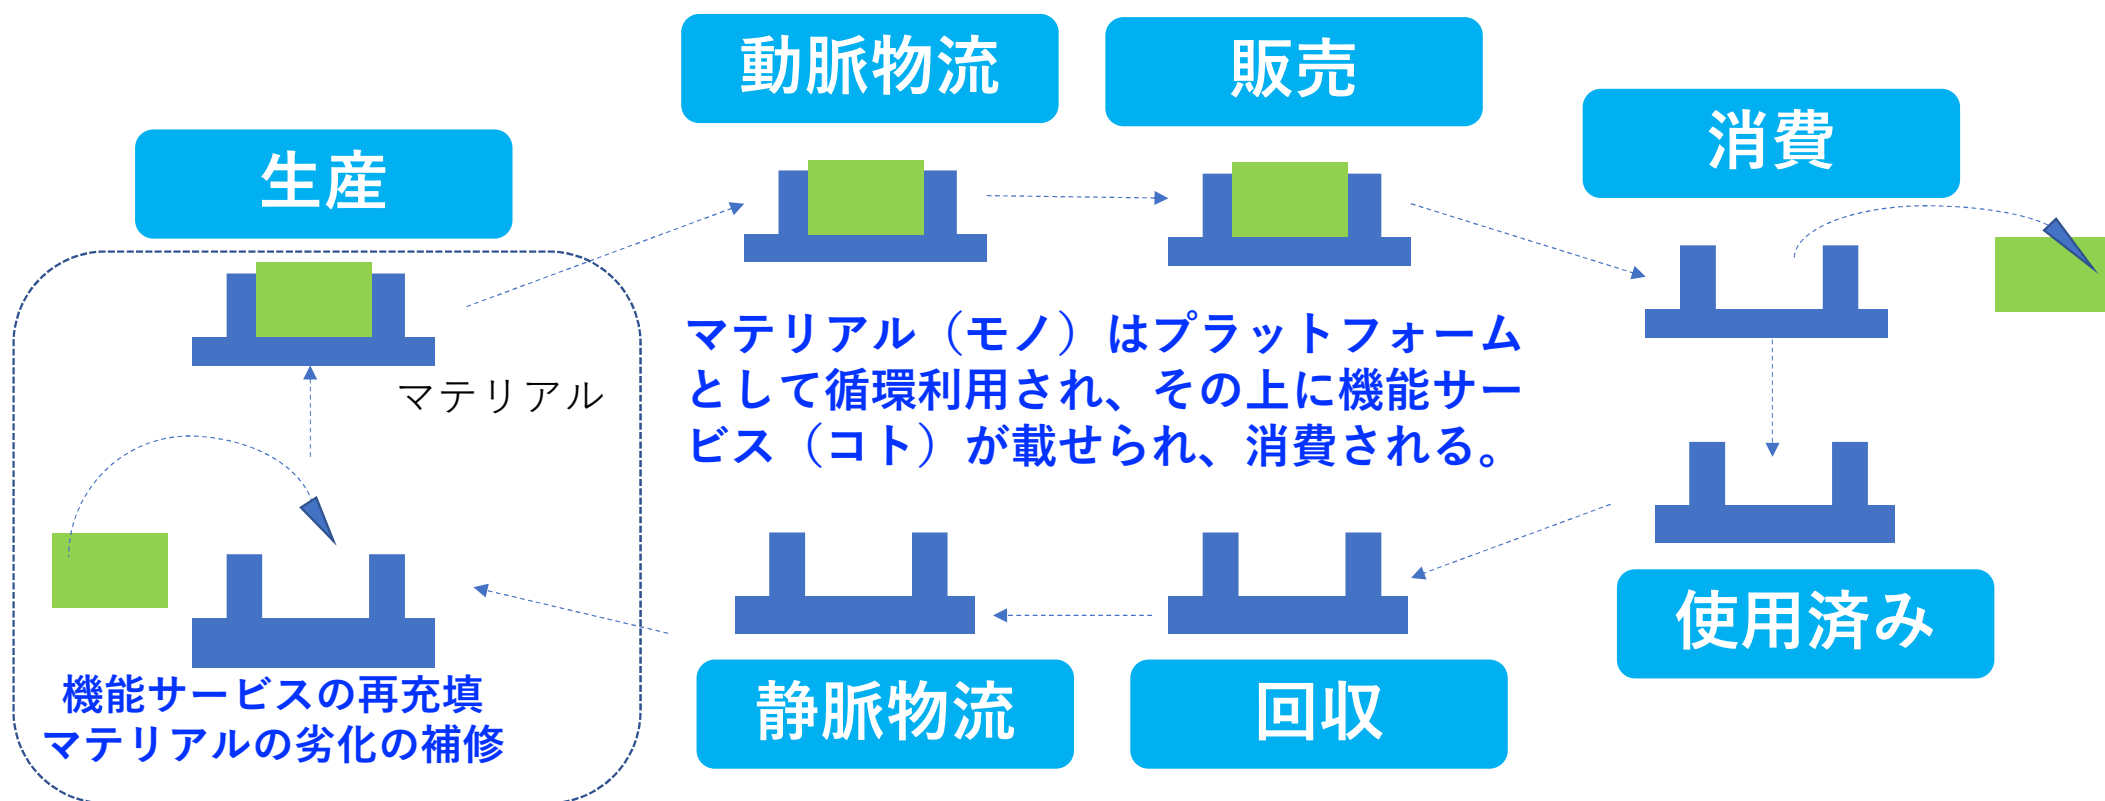 動脈物流
販売
消費
生産
マテリアル
マテリアル（モノ）はプラットフォーム
として循環利用され、その上に機能サー
ビス（コト）が載せられ、消費される。
使用済み
回収
静脈物流
機能サービスの再充填
マテリアルの劣化の補修